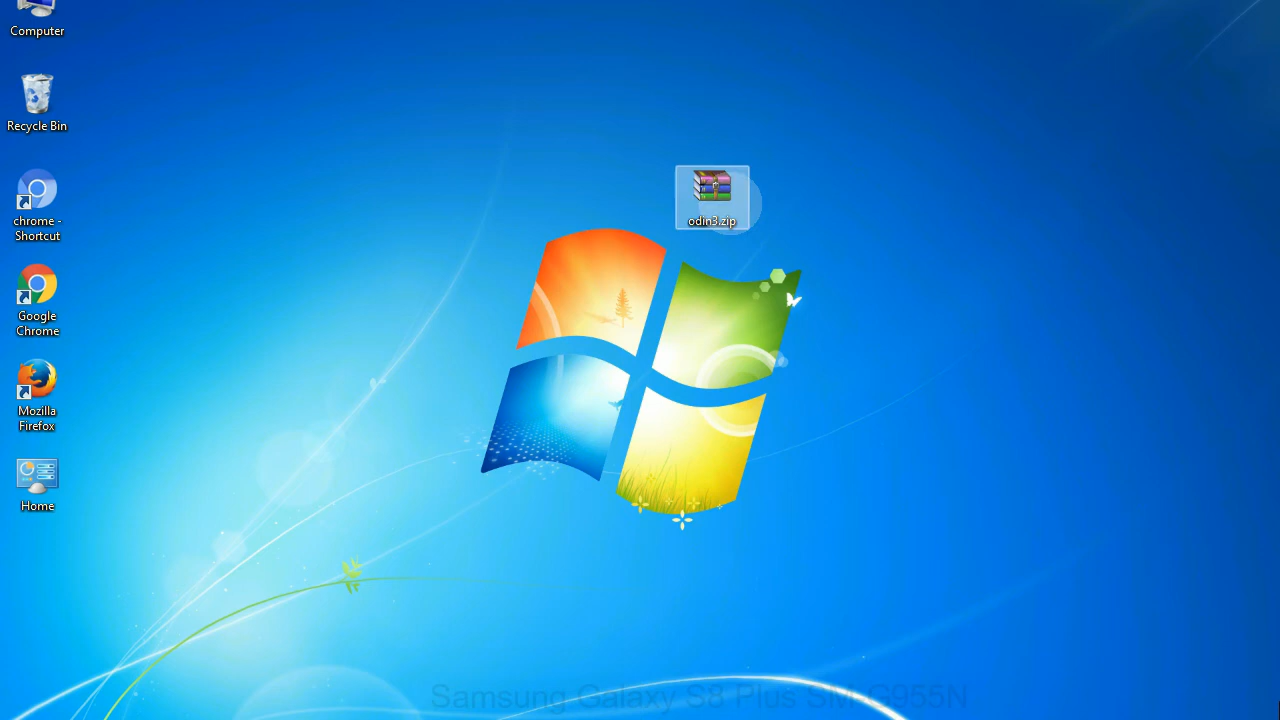 Computer
Recycle Bin
chrome -
Shortcut
Google
Chrome
Mozilla
Firefox
Home
odin3.zip
Samsung Galaxy S8 Plus SM-G955N